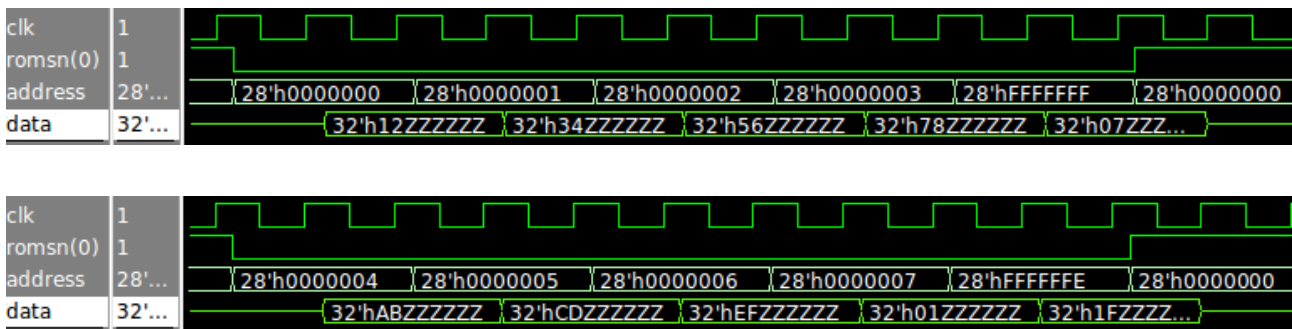 clk 1
romsn(0) 1
address 28'... 28'h0000000 28'h0000001 28'h0000002 28'h0000003 28'hFFFFFFF 28'h0000000
data 32'... 32'h12ZZZZZZ 32'h34ZZZZZZ 32'h56ZZZZZZ 32'h78ZZZZZZ 32'h07ZZZ...
clk 1
romsn(0) 1
address 28'... 28'h0000004 28'h0000005 28'h0000006 28'h0000007 28'hFFFFFFE 28'h0000000
data 32'... 32'hABZZZZZZ 32'hCDZZZZZZ 32'hEFZZZZZZ 32'h01ZZZZZZ 32'h1FZZZZ...